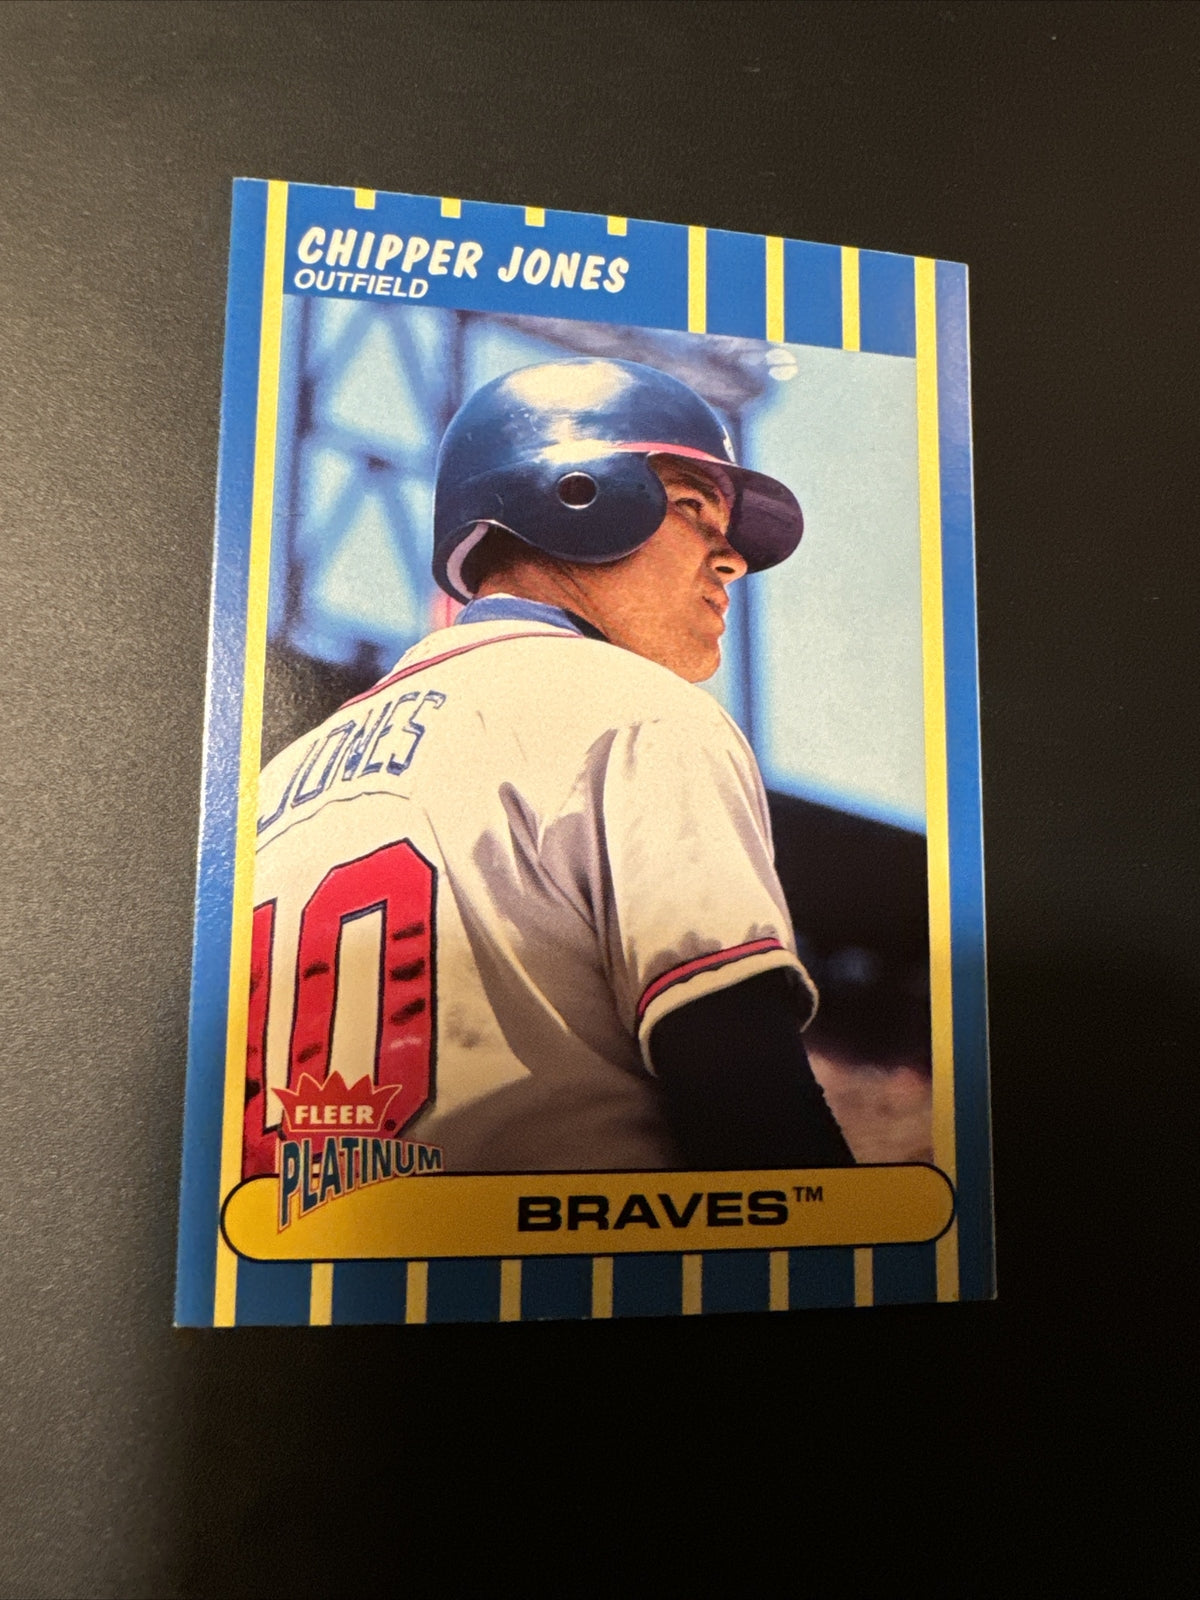 CHIPPER JONES
OUTFIELD
JONES
10
FLEER
PLATINUM
BRAVES™